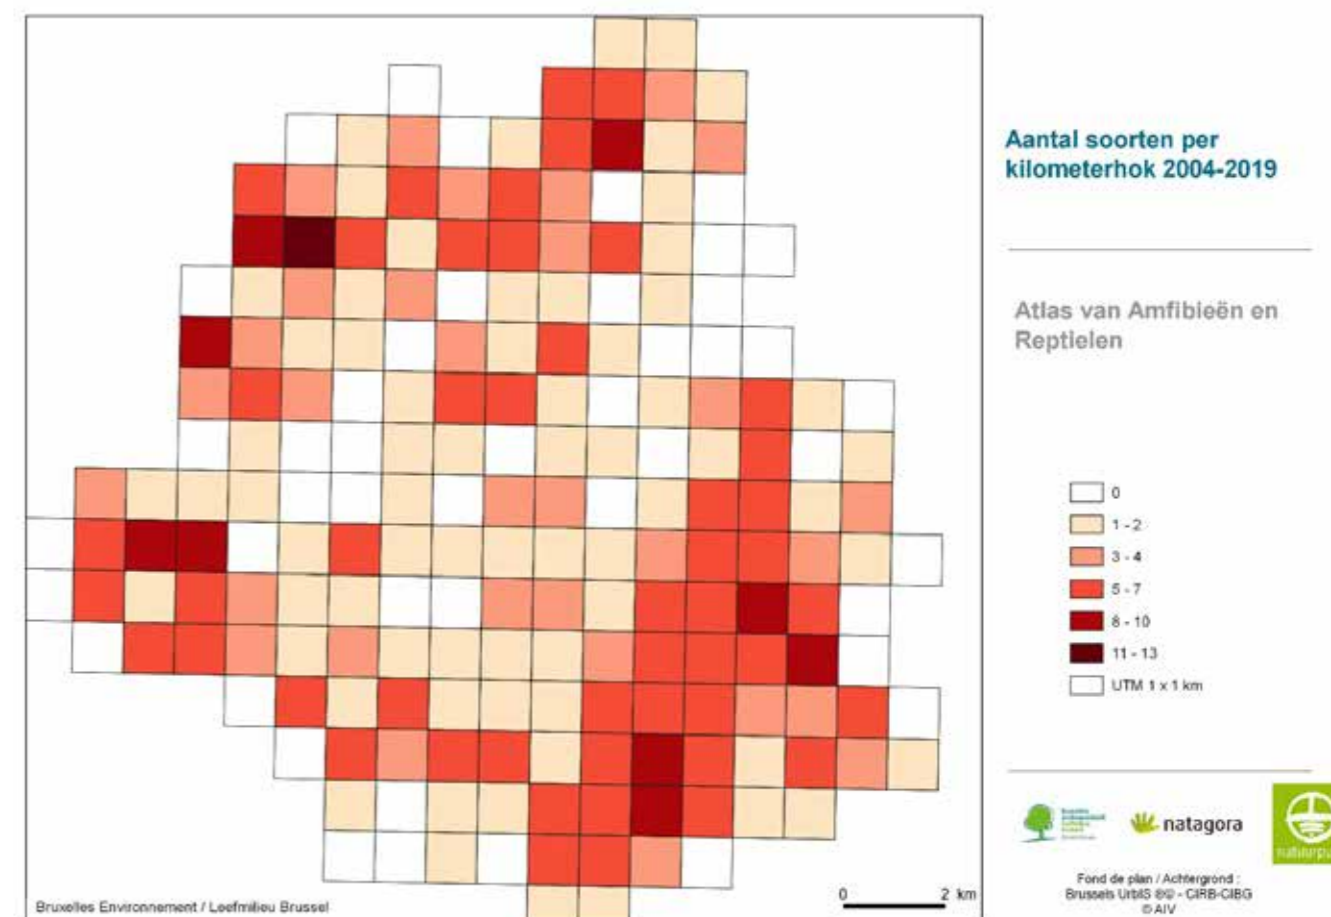 Aantal soorten per
kilometerhok 2004-2019
Atlas van Amfibieën en
Reptielen
0
1 - 2
3 - 4
5 - 7
8 - 10
11 - 13
UTM 1 x 1 km
natagora
Fond de plan / Achtergrond :
Brussels UrbIS ®© - CIRB-CIBG
© AIV
0 2 km
Bruxelles Environnement / Leefmilieu Brussel